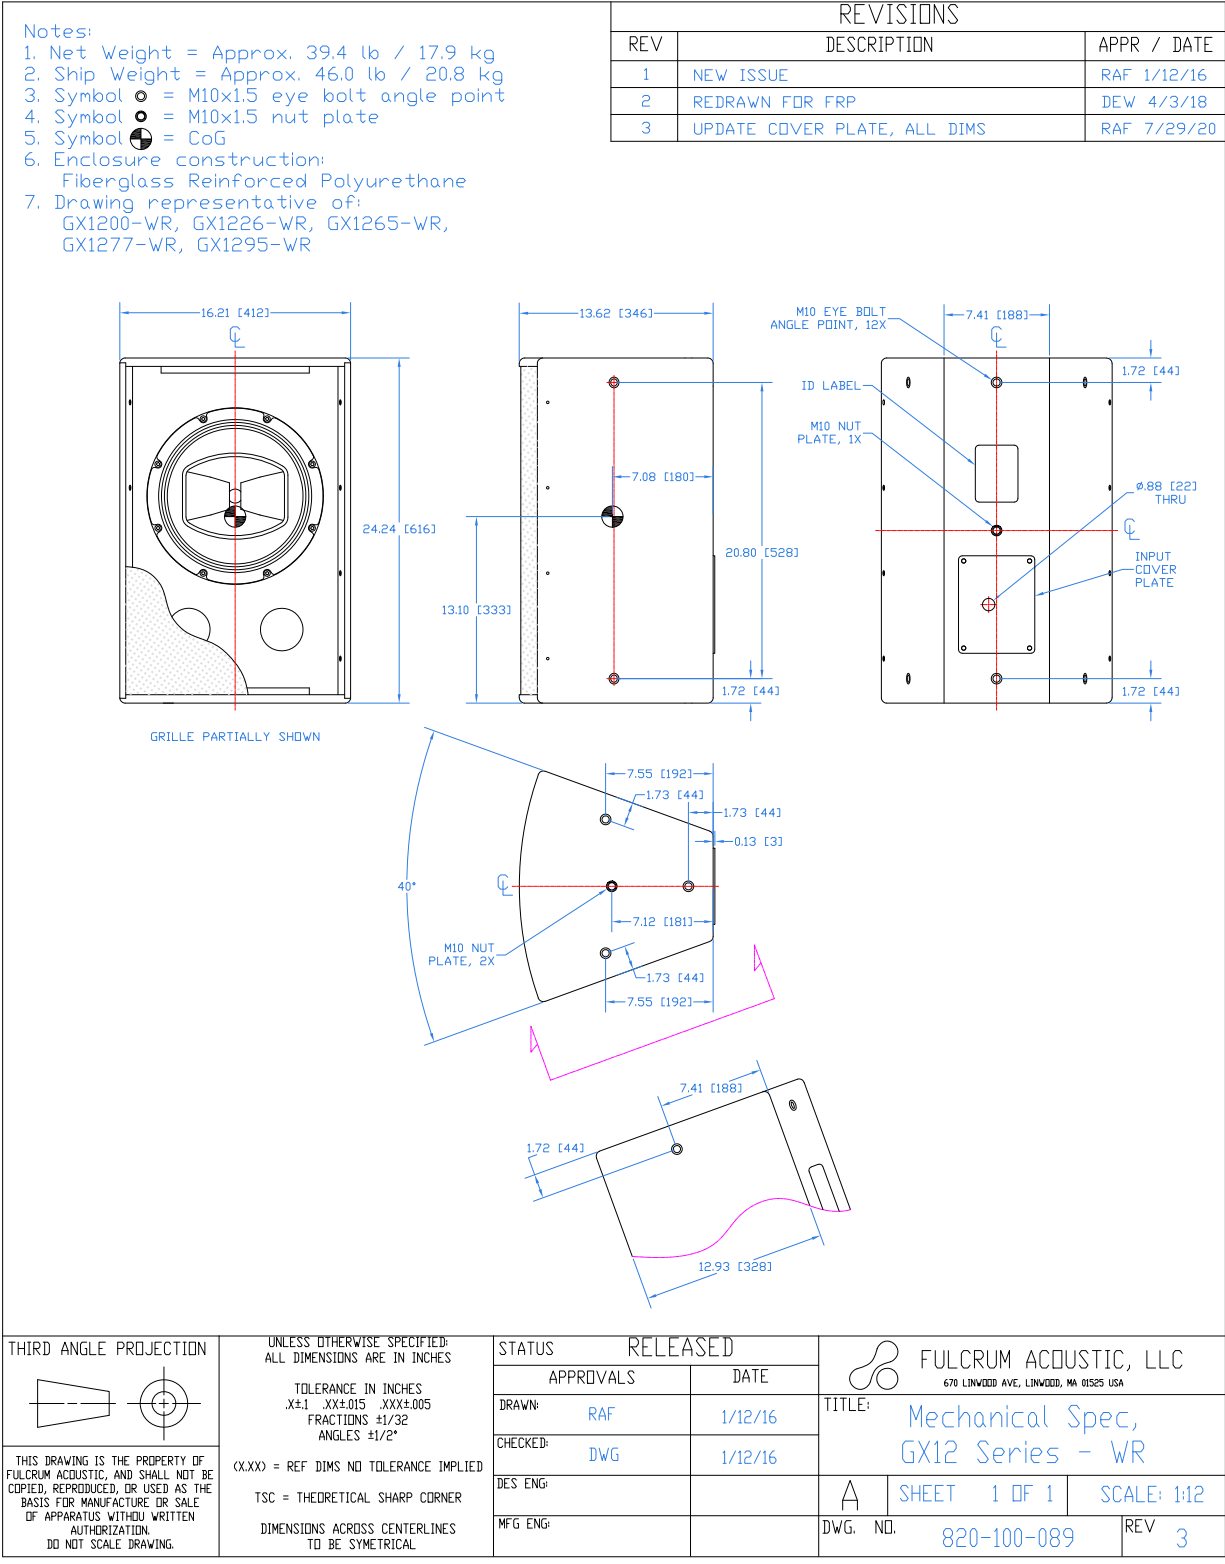 Notes:
1. Net Weight = Approx. 39.4 lb / 17.9 kg
2. Ship Weight = Approx. 46.0 lb / 20.8 kg
3. Symbol = M10x1.5 eye bolt angle point
4. Symbol = M10x1.5 nut plate
5. Symbol = CoG
6. Enclosure construction:
Fiberglass Reinforced Polyurethane
7. Drawing representative of:
GX1200-WR, GX1226-WR, GX1265-WR,
GX1277-WR, GX1295-WR
REVISIONS
REV DESCRIPTION APPR / DATE
1 NEW ISSUE RAF 1/12/16
2 REDRAWN FOR FRP DEW 4/3/18
3 UPDATE COVER PLATE, ALL DIMS RAF 7/29/20
16.21 [412]
CL
24.24 [616]
GRILLE PARTIALLY SHOWN
13.62 [346]
7.08 [180]
20.80 [528]
13.10 [333]
1.72 [44]
M10 EYE BOLT
ANGLE POINT, 12X
7.41 [188]
CL
1.72 [44]
ID LABEL
M10 NUT
PLATE, 1X
ø.88 [22]
THRU
CL
INPUT
COVER
PLATE
1.72 [44]
7.55 [192]
1.73 [44]
1.73 [44]
0.13 [3]
40°
CL
7.12 [181]
M10 NUT
PLATE, 2X
1.73 [44]
7.55 [192]
A
A
7.41 [188]
1.72 [44]
12.93 [328]
THIRD ANGLE PROJECTION
THIS DRAWING IS THE PROPERTY OF
FULCRUM ACOUSTIC, AND SHALL NOT BE
COPIED, REPRODUCED, OR USED AS THE
BASIS FOR MANUFACTURE OR SALE
OF APPARATUS WITHOU WRITTEN
AUTHORIZATION.
DO NOT SCALE DRAWING.
UNLESS OTHERWISE SPECIFIED:
ALL DIMENSIONS ARE IN INCHES
TOLERANCE IN INCHES
.X±.1 .XX±.015 .XXX±.005
FRACTIONS ±1/32
ANGLES ±1/2°
(X.XX) = REF DIMS NO TOLERANCE IMPLIED
TSC = THEORETICAL SHARP CORNER
DIMENSIONS ACROSS CENTERLINES
TO BE SYMETRICAL
STATUS RELEASED
APPROVALS DATE
DRAWN: RAF 1/12/16
CHECKED: DWG 1/12/16
DES ENG:
MFG ENG:
FULCRUM ACOUSTIC, LLC
670 LINWOOD AVE, LINWOOD, MA 01525 USA
TITLE: Mechanical Spec,
GX12 Series - WR
A SHEET 1 OF 1 SCALE: 1:12
DWG. NO. 820-100-089 REV 3